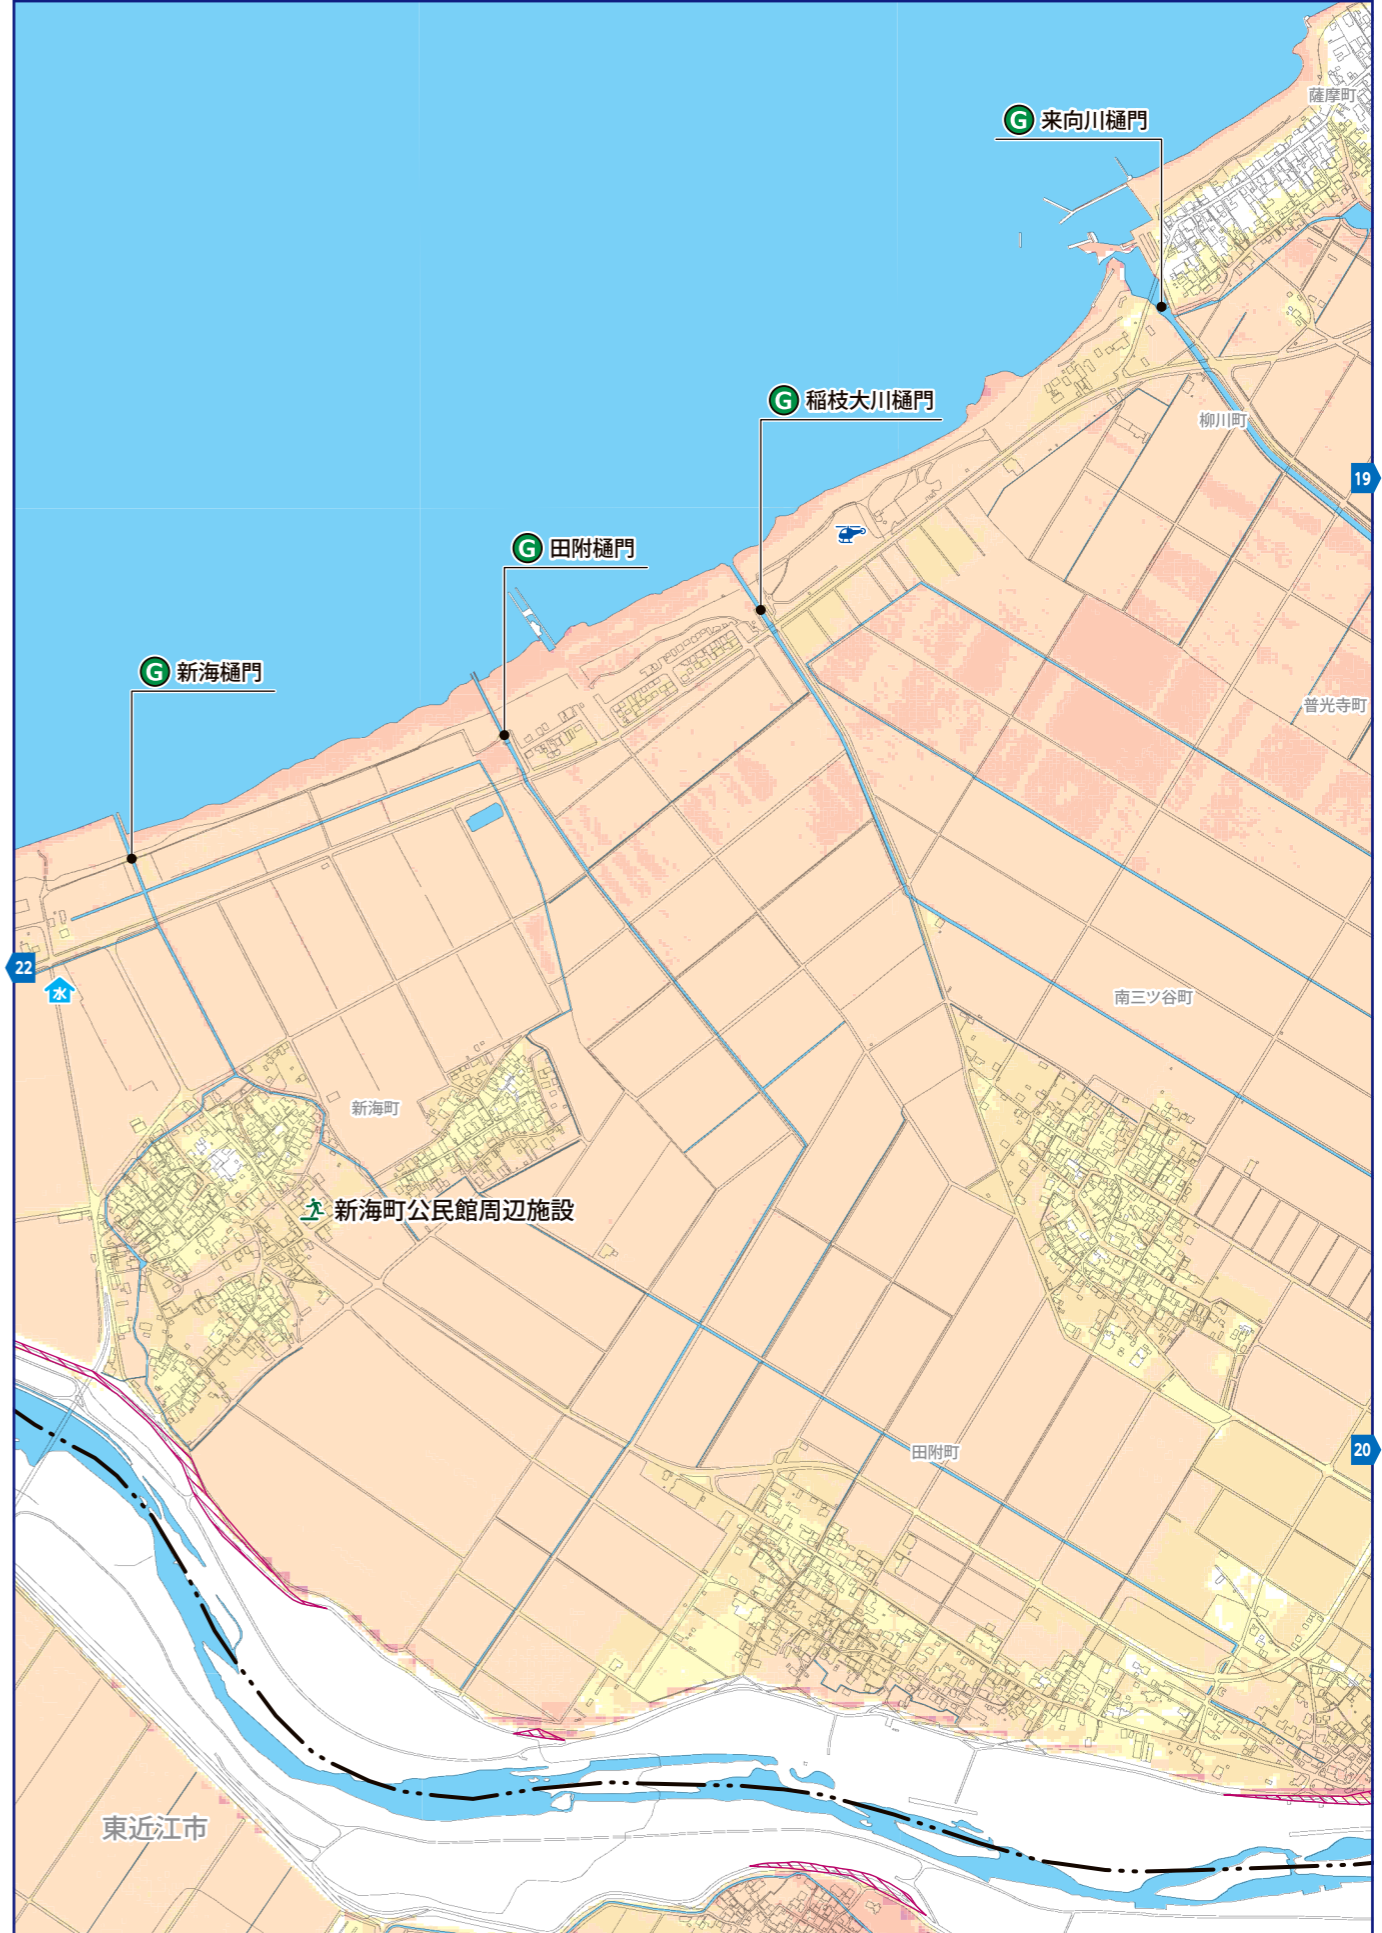 薩摩町
G 来向川樋門
G 稲枝大川樋門
柳川町
19
G 田附樋門
G 新海樋門
普光寺町
22
水
南三ツ谷町
新海町
新海町公民館周辺施設
田附町
20
東近江市